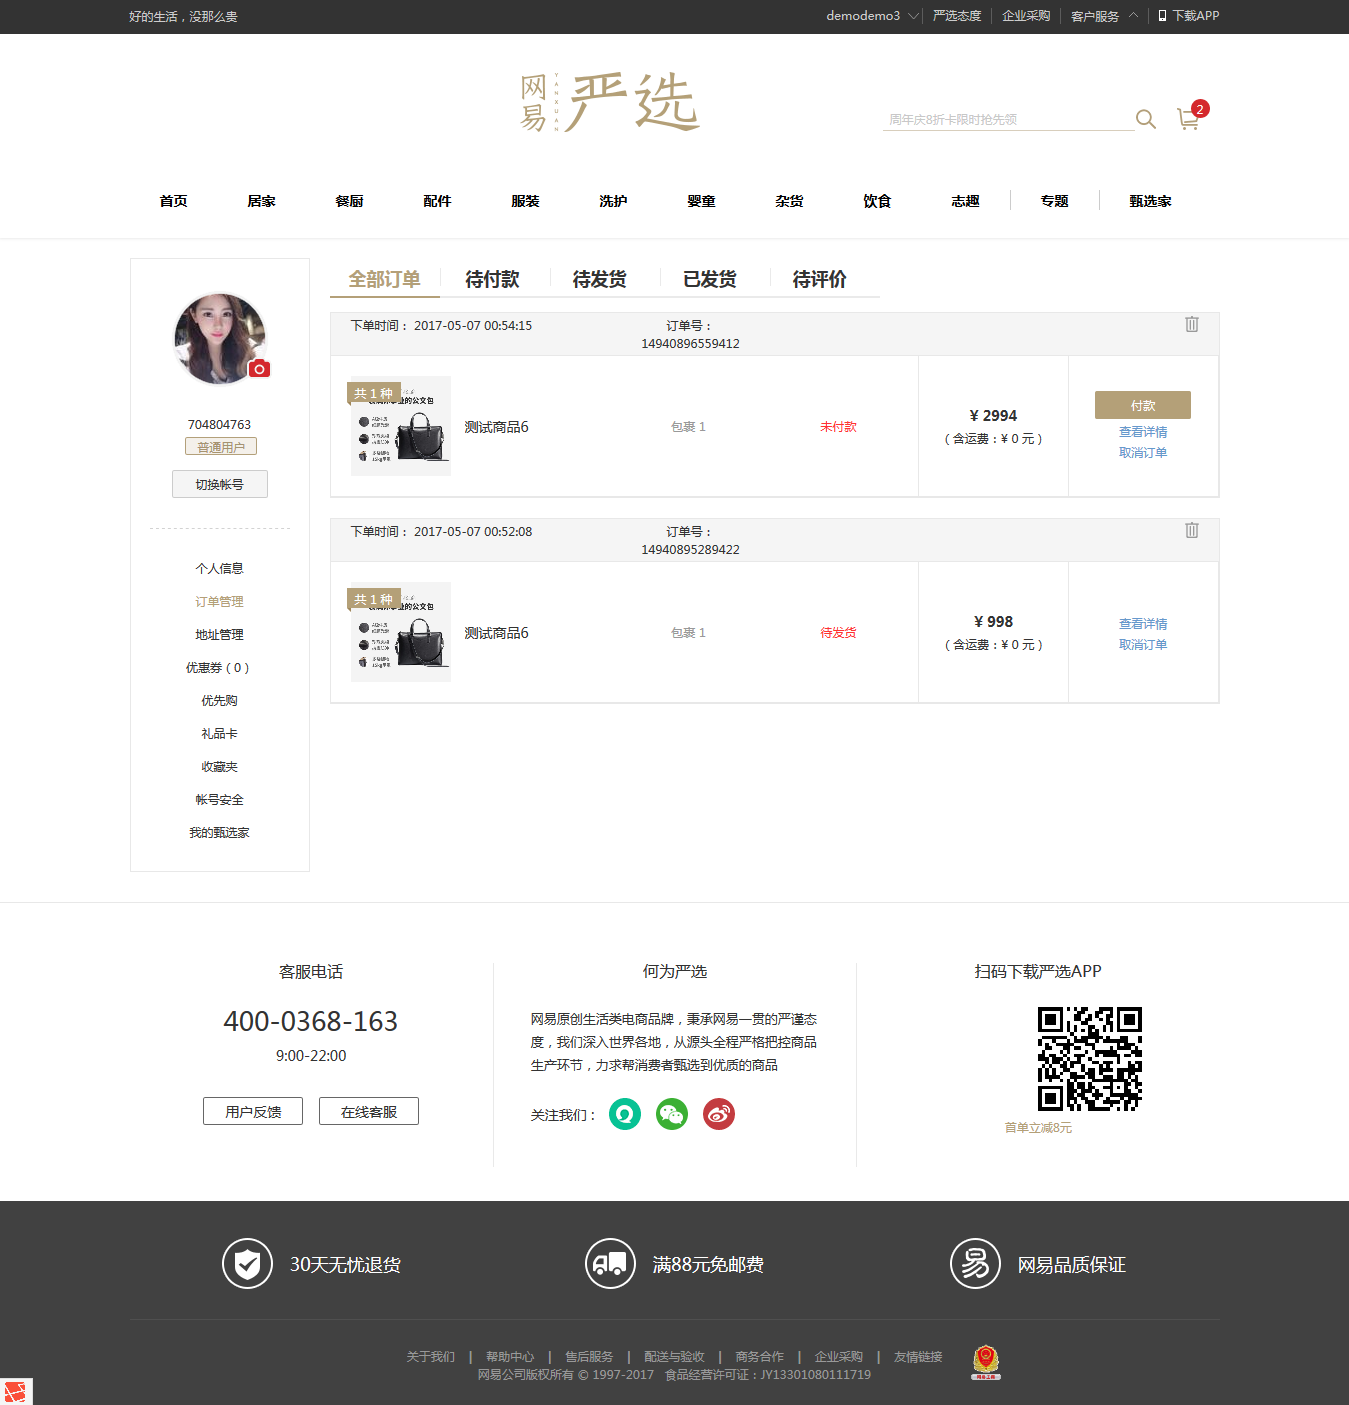 好的生活，没那么贵
demodemo3 严选态度 企业采购 客户服务 下载APP
网易 YANXUAN 严选
周年庆8折卡限时抢先领
2
首页 居家 餐厨 配件 服装 洗护 婴童 杂货 饮食 志趣 专题 甄选家
704804763
普通用户
切换帐号
个人信息
订单管理
地址管理
优惠券（0）
优先购
礼品卡
收藏夹
帐号安全
我的甄选家
全部订单 待付款 待发货 已发货 待评价
下单时间： 2017-05-07 00:54:15 订单号：
14940896559412
共 1 种
测试商品6 包裹 1 未付款
¥ 2994
（含运费：¥ 0 元）
付款
查看详情
取消订单
下单时间： 2017-05-07 00:52:08 订单号：
14940895289422
共 1 种
测试商品6 包裹 1 待发货
¥ 998
（含运费：¥ 0 元）
查看详情
取消订单
客服电话
400-0368-163
9:00-22:00
用户反馈 在线客服
何为严选
网易原创生活类电商品牌，秉承网易一贯的严谨态
度，我们深入世界各地，从源头全程严格把控商品
生产环节，力求帮消费者甄选到优质的商品
关注我们：
扫码下载严选APP
首单立减8元
30天无忧退货 满88元免邮费 易 网易品质保证
关于我们 | 帮助中心 | 售后服务 | 配送与验收 | 商务合作 | 企业采购 | 友情链接
网易公司版权所有 © 1997-2017 食品经营许可证：JY13301080111719